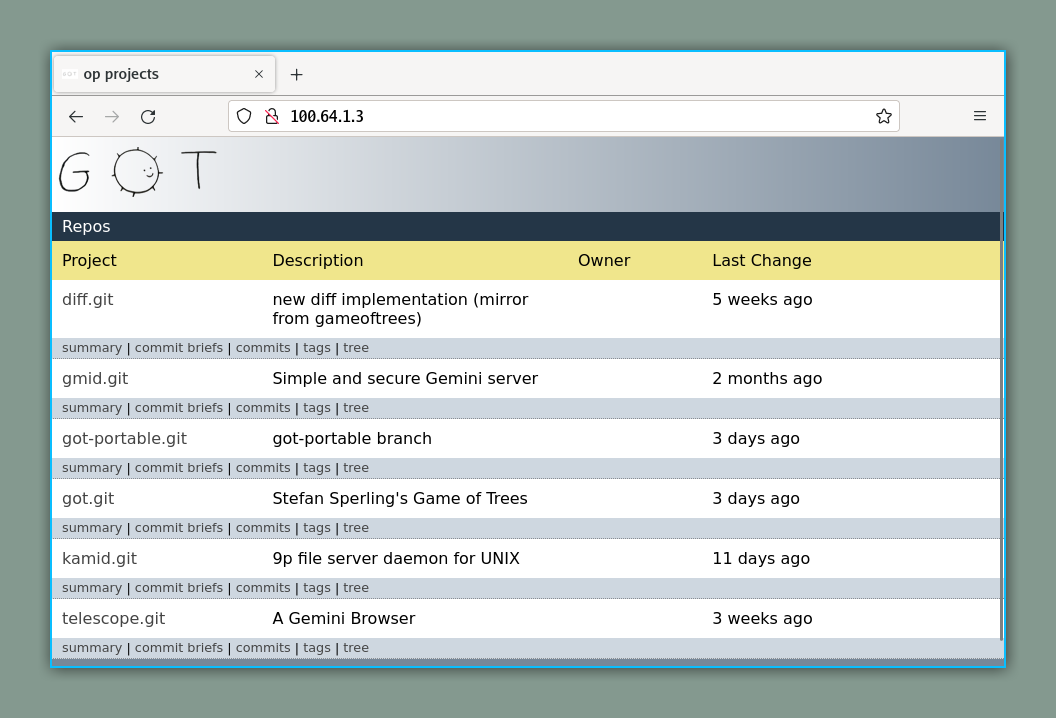 op projects
100.64.1.3
GOT
Repos
Project Description Owner Last Change
diff.git new diff implementation (mirror 5 weeks ago
from gameoftrees)
summary | commit briefs | commits | tags | tree
gmid.git Simple and secure Gemini server 2 months ago
summary | commit briefs | commits | tags | tree
got-portable.git got-portable branch 3 days ago
summary | commit briefs | commits | tags | tree
got.git Stefan Sperling's Game of Trees 3 days ago
summary | commit briefs | commits | tags | tree
kamid.git 9p file server daemon for UNIX 11 days ago
summary | commit briefs | commits | tags | tree
telescope.git A Gemini Browser 3 weeks ago
summary | commit briefs | commits | tags | tree